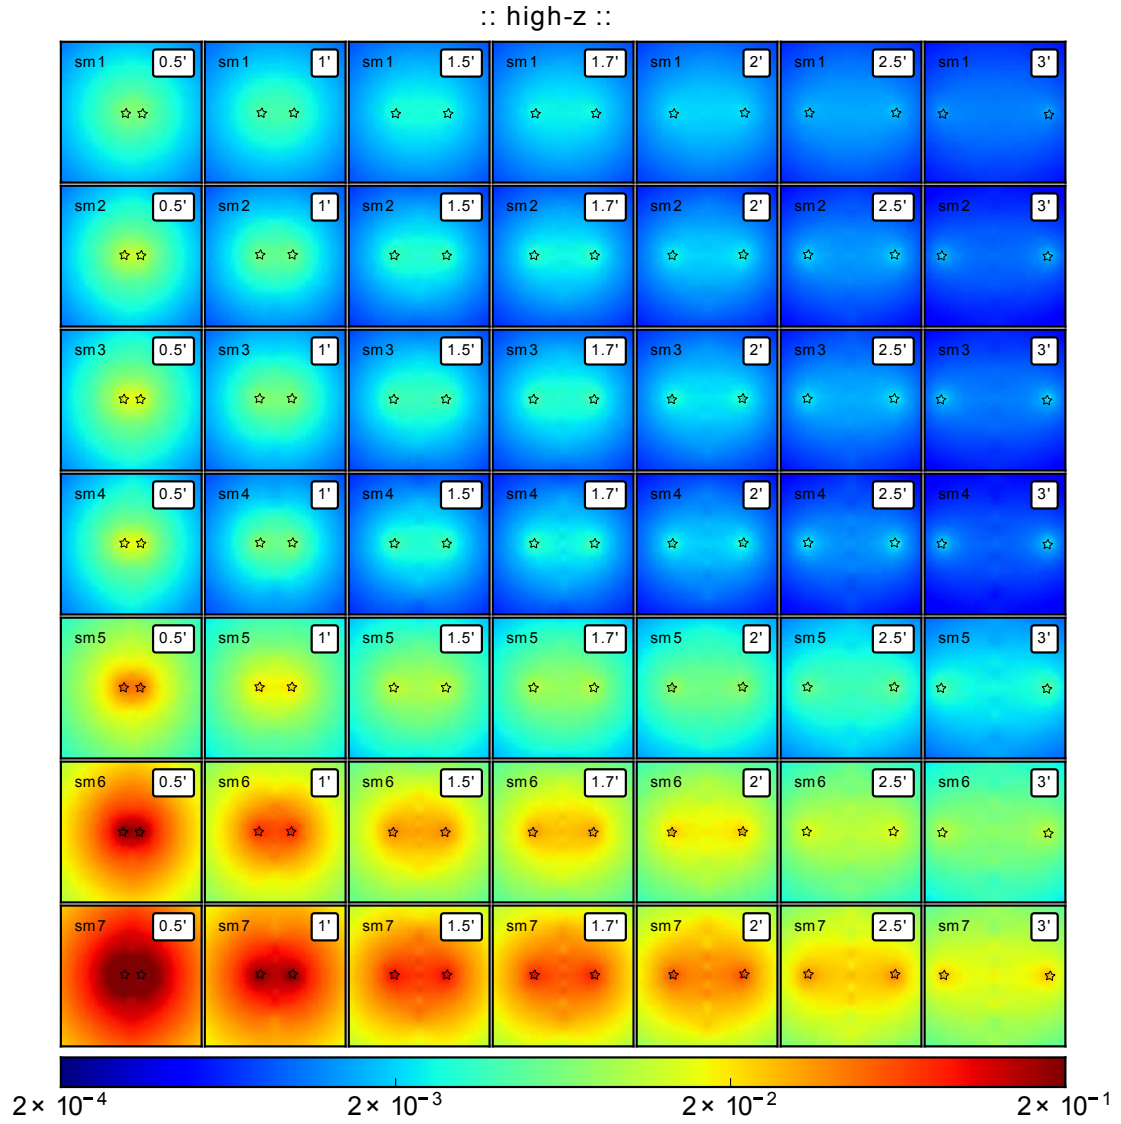 :: high-z ::
sm1 0.5' sm1 1' sm1 1.5' sm1 1.7' sm1 2' sm1 2.5' sm1 3'
sm2 0.5' sm2 1' sm2 1.5' sm2 1.7' sm2 2' sm2 2.5' sm2 3'
sm3 0.5' sm3 1' sm3 1.5' sm3 1.7' sm3 2' sm3 2.5' sm3 3'
sm4 0.5' sm4 1' sm4 1.5' sm4 1.7' sm4 2' sm4 2.5' sm4 3'
sm5 0.5' sm5 1' sm5 1.5' sm5 1.7' sm5 2' sm5 2.5' sm5 3'
sm6 0.5' sm6 1' sm6 1.5' sm6 1.7' sm6 2' sm6 2.5' sm6 3'
sm7 0.5' sm7 1' sm7 1.5' sm7 1.7' sm7 2' sm7 2.5' sm7 3'
2 × 10⁻⁴ 2 × 10⁻³ 2 × 10⁻² 2 × 10⁻¹